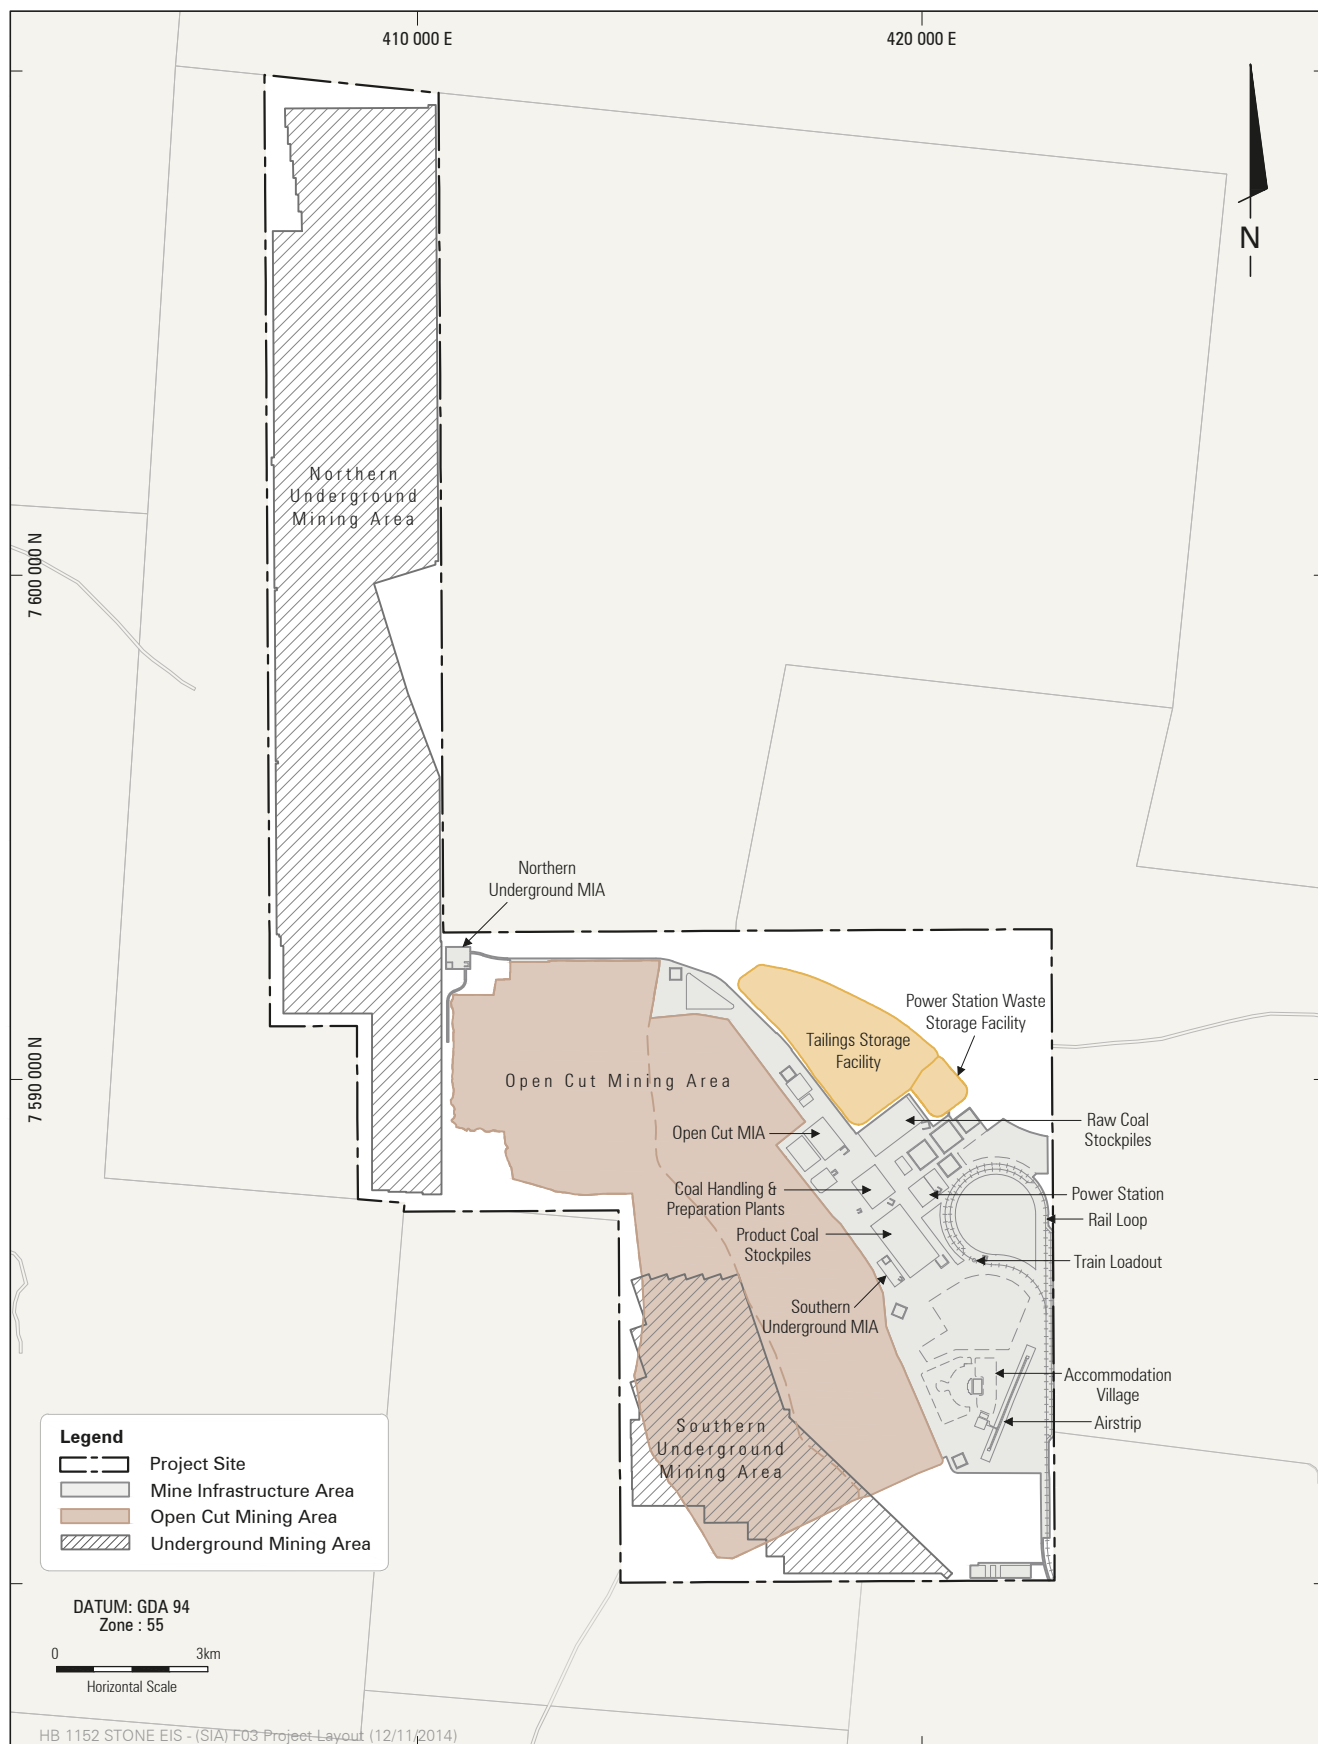 410 000 E
420 000 E
N
Northern
Underground
Mining Area
7 600 000 N
Northern
Underground MIA
Power Station Waste
Storage Facility
Tailings Storage
Facility
Open Cut Mining Area
7 590 000 N
Raw Coal
Stockpiles
Open Cut MIA
Coal Handling &
Preparation Plants
Power Station
Rail Loop
Product Coal
Stockpiles
Train Loadout
Southern
Underground MIA
Accommodation
Village
Airstrip
Southern
Underground
Mining Area
Legend
Project Site
Mine Infrastructure Area
Open Cut Mining Area
Underground Mining Area
DATUM: GDA 94
Zone : 55
0 3km
Horizontal Scale
HB 1152 STONE EIS - (SIA) F03 Project Layout (12/11/2014)